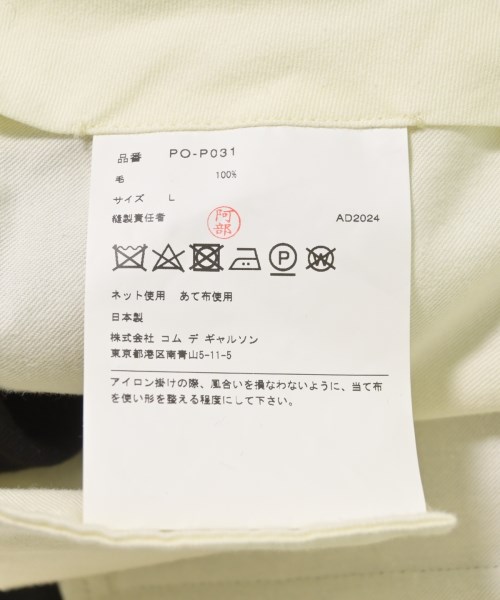 品番 PO-P031
毛 100%
サイズ L
縫製責任者 阿部 AD2024
P W
ネット使用 あて布使用
日本製
株式会社 コム デ ギャルソン
東京都港区南青山5-11-5
アイロン掛けの際、風合いを損なわないように、当て布
を使い形を整える程度にして下さい。